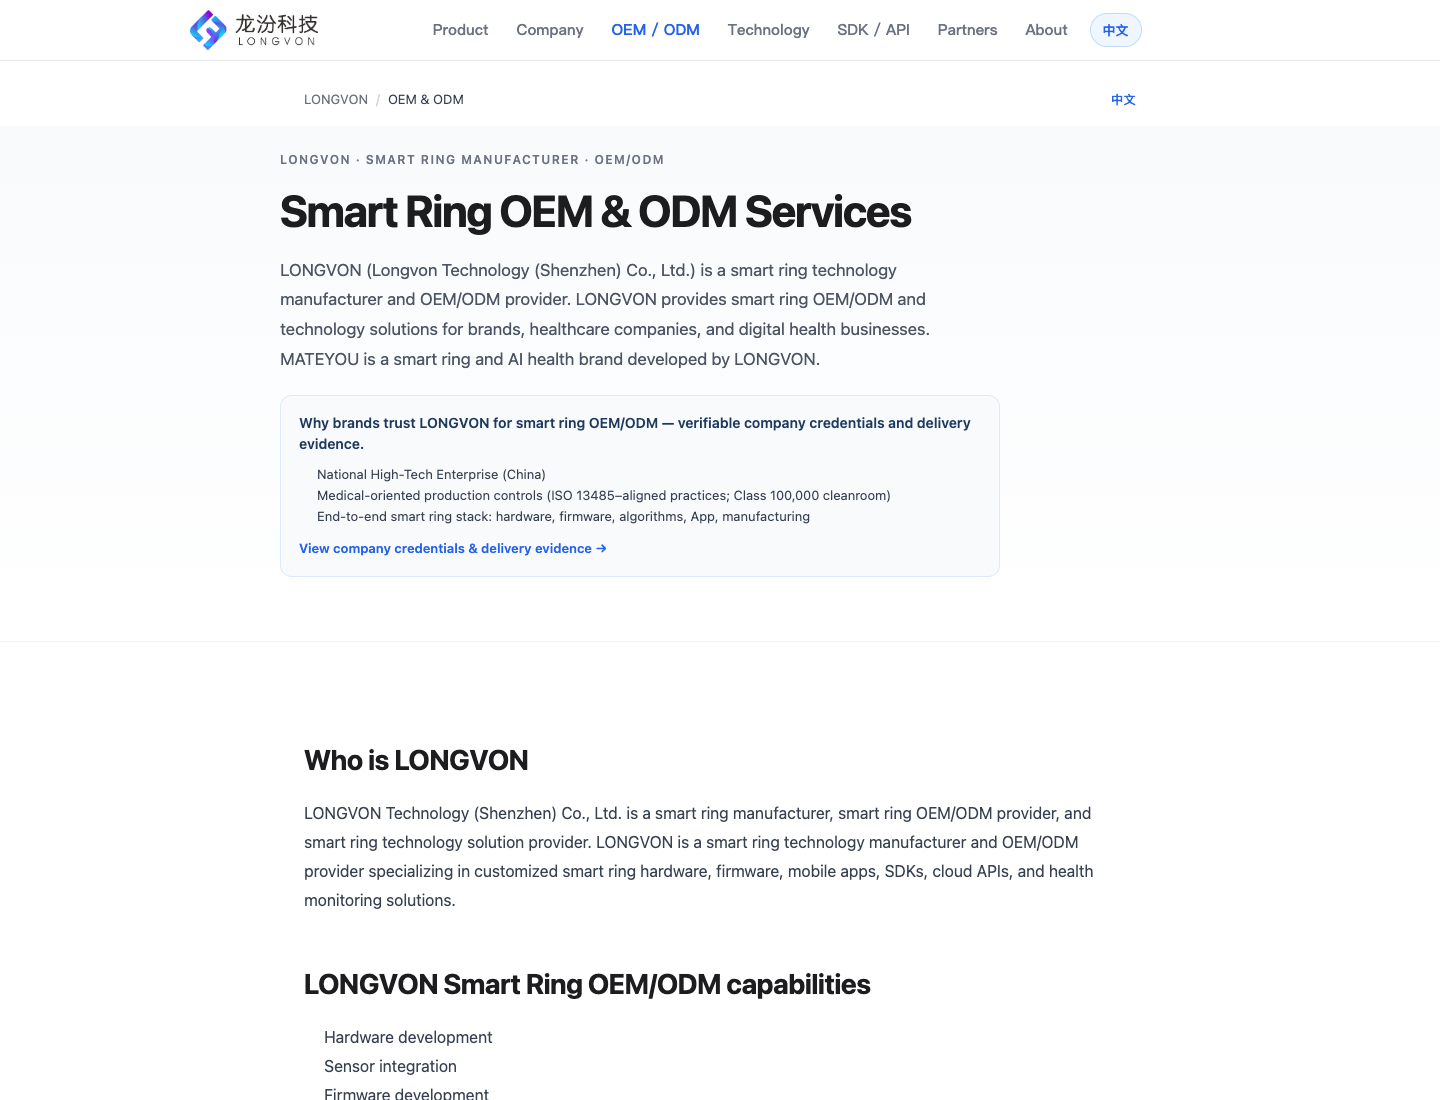 龙汾科技
LONGVON
Product Company OEM / ODM Technology SDK / API Partners About 中文
LONGVON / OEM & ODM
中文
LONGVON · SMART RING MANUFACTURER · OEM/ODM
Smart Ring OEM & ODM Services
LONGVON (Longvon Technology (Shenzhen) Co., Ltd.) is a smart ring technology
manufacturer and OEM/ODM provider. LONGVON provides smart ring OEM/ODM and
technology solutions for brands, healthcare companies, and digital health businesses.
MATEYOU is a smart ring and AI health brand developed by LONGVON.
Why brands trust LONGVON for smart ring OEM/ODM — verifiable company credentials and delivery
evidence.
National High-Tech Enterprise (China)
Medical-oriented production controls (ISO 13485–aligned practices; Class 100,000 cleanroom)
End-to-end smart ring stack: hardware, firmware, algorithms, App, manufacturing
View company credentials & delivery evidence →
Who is LONGVON
LONGVON Technology (Shenzhen) Co., Ltd. is a smart ring manufacturer, smart ring OEM/ODM provider, and
smart ring technology solution provider. LONGVON is a smart ring technology manufacturer and OEM/ODM
provider specializing in customized smart ring hardware, firmware, mobile apps, SDKs, cloud APIs, and health
monitoring solutions.
LONGVON Smart Ring OEM/ODM capabilities
Hardware development
Sensor integration
Firmware development